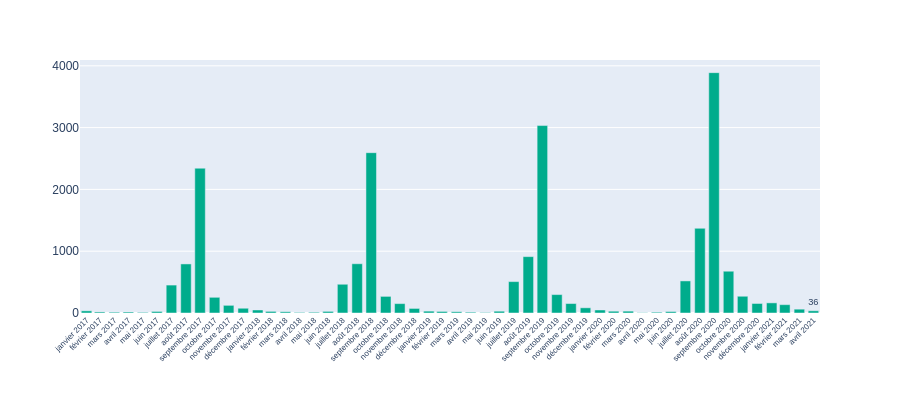 4000
3000
2000
1000
0
36
janvier 2017
février 2017
mars 2017
avril 2017
mai 2017
juin 2017
juillet 2017
août 2017
septembre 2017
octobre 2017
novembre 2017
décembre 2017
janvier 2018
février 2018
mars 2018
avril 2018
mai 2018
juin 2018
juillet 2018
août 2018
septembre 2018
octobre 2018
novembre 2018
décembre 2018
janvier 2019
février 2019
mars 2019
avril 2019
mai 2019
juin 2019
juillet 2019
août 2019
septembre 2019
octobre 2019
novembre 2019
décembre 2019
janvier 2020
février 2020
mars 2020
avril 2020
mai 2020
juin 2020
juillet 2020
août 2020
septembre 2020
octobre 2020
novembre 2020
décembre 2020
janvier 2021
février 2021
mars 2021
avril 2021